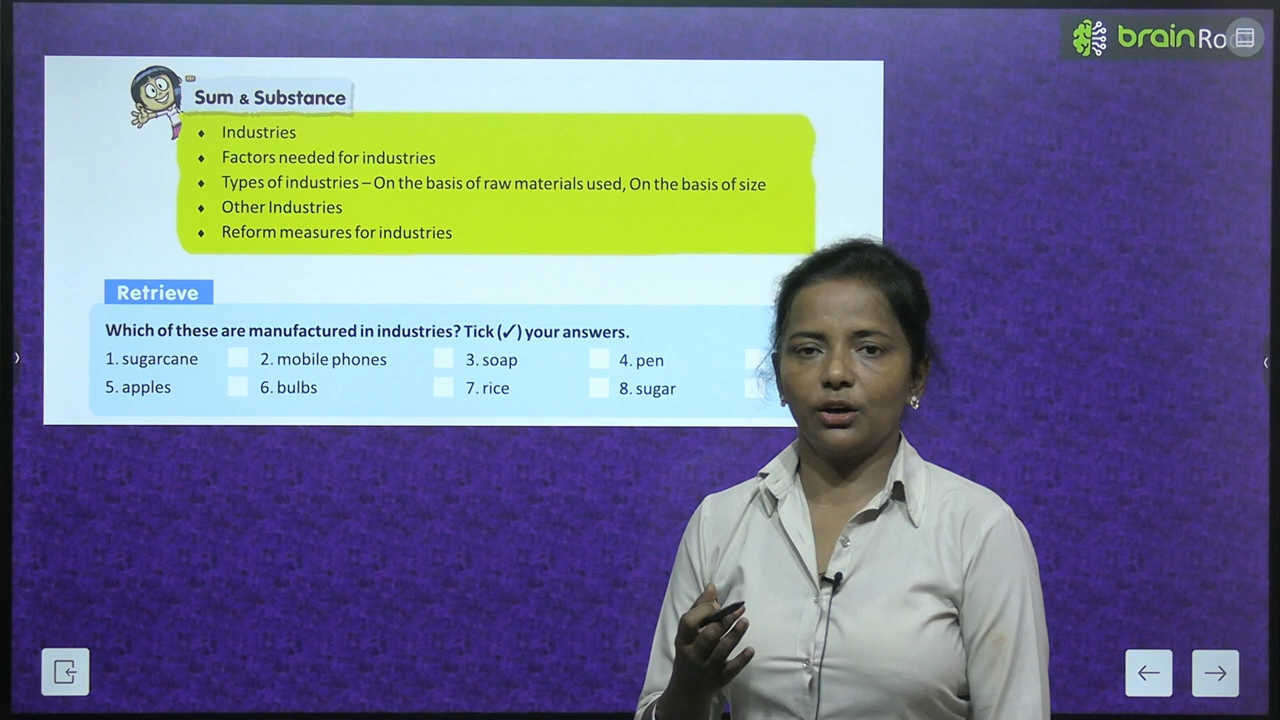 brainRo
Sum & Substance
♦ Industries
♦ Factors needed for industries
♦ Types of industries – On the basis of raw materials used, On the basis of size
♦ Other Industries
♦ Reform measures for industries
Retrieve
Which of these are manufactured in industries? Tick (✓) your answers.
1. sugarcane 2. mobile phones 3. soap 4. pen
5. apples 6. bulbs 7. rice 8. sugar